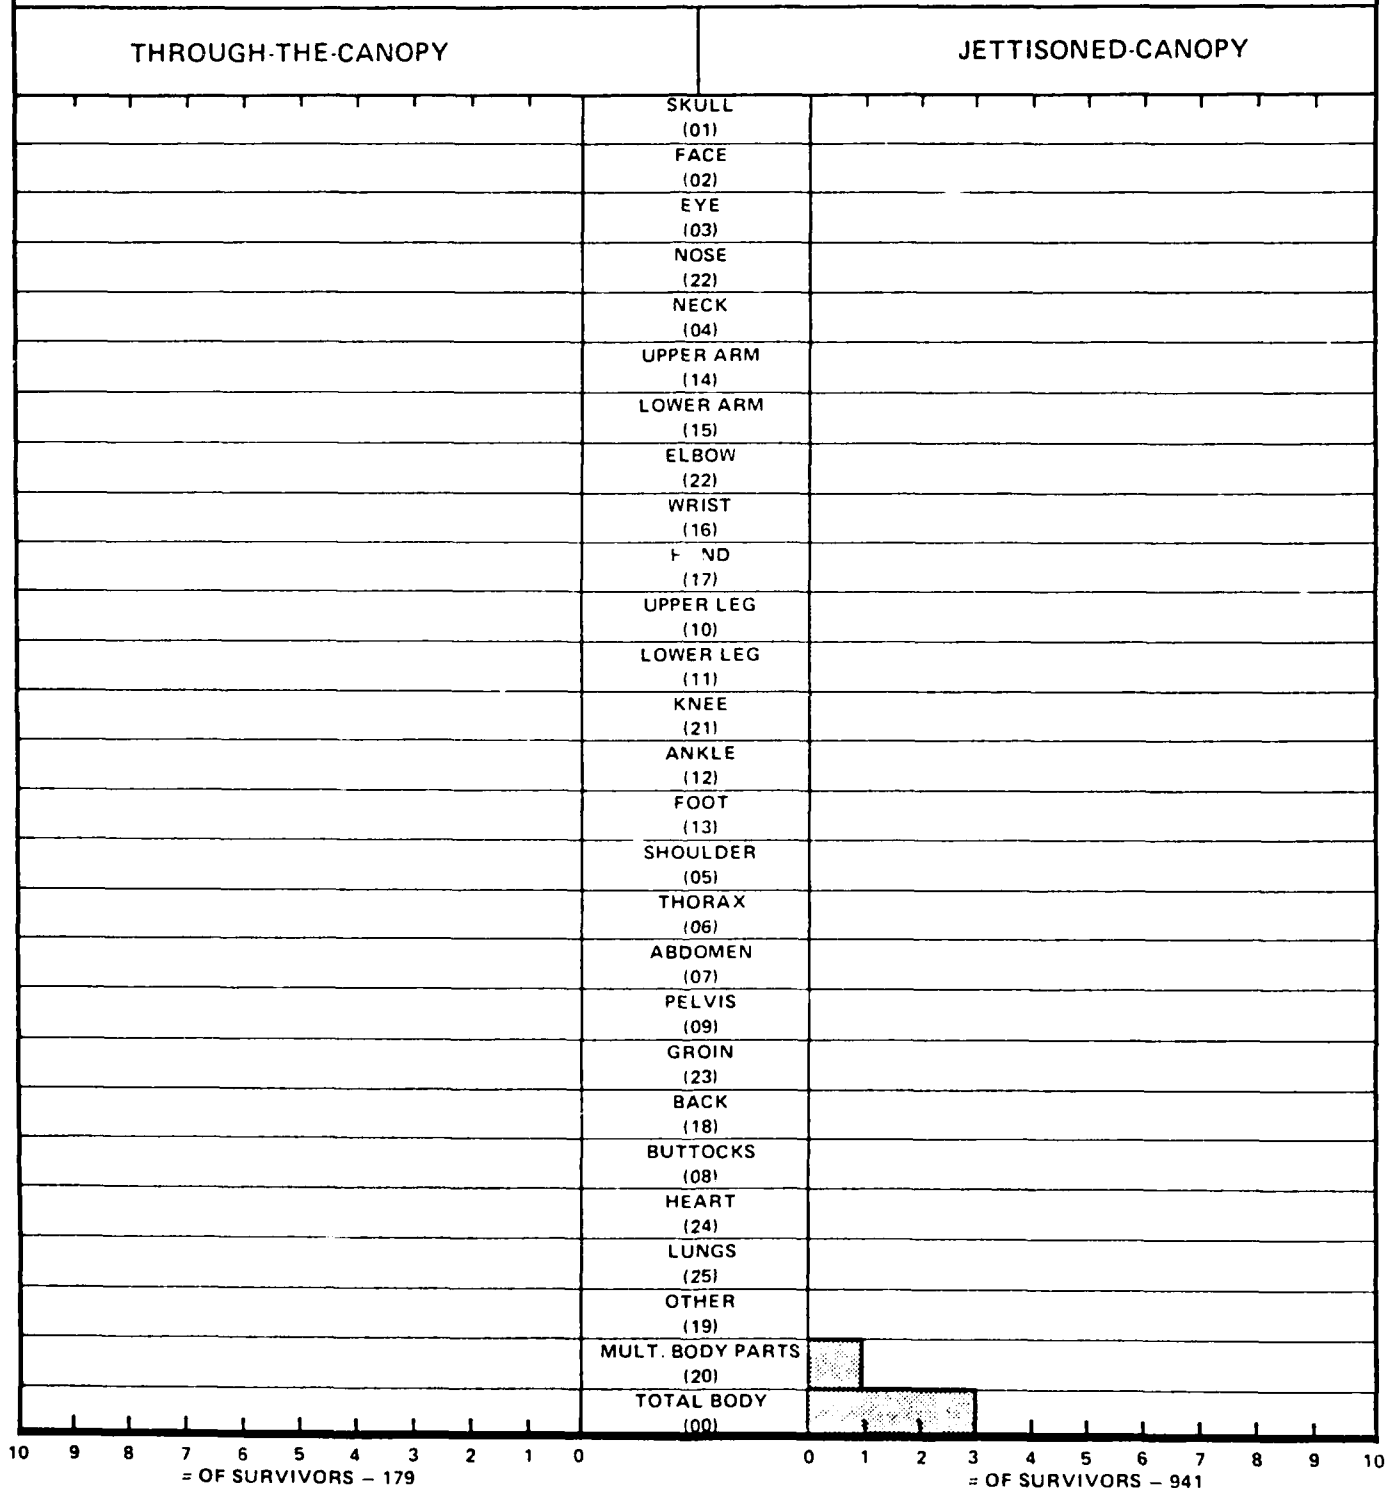 THROUGH-THE-CANOPY
JETTISONED-CANOPY
SKULL
(01)
FACE
(02)
EYE
(03)
NOSE
(22)
NECK
(04)
UPPER ARM
(14)
LOWER ARM
(15)
ELBOW
(22)
WRIST
(16)
(17)
UPPER LEG
(10)
LOWER LEG
(11)
KNEE
(21)
ANKLE
(12)
FOOT
(13)
SHOULDER
(05)
THORAX
(06)
ABDOMEN
(07)
PELVIS
(09)
GROIN
(23)
BACK
(18)
BUTTOCKS
(08)
HEART
(24)
LUNGS
(25)
OTHER
(19)
MULT. BODY PARTS
(20)
TOTAL BODY
(00)
10 9 8 7 6 5 4 3 2 1 0 0 1 2 3 4 5 6 7 8 9 10
= OF SURVIVORS – 179
= OF SURVIVORS – 941